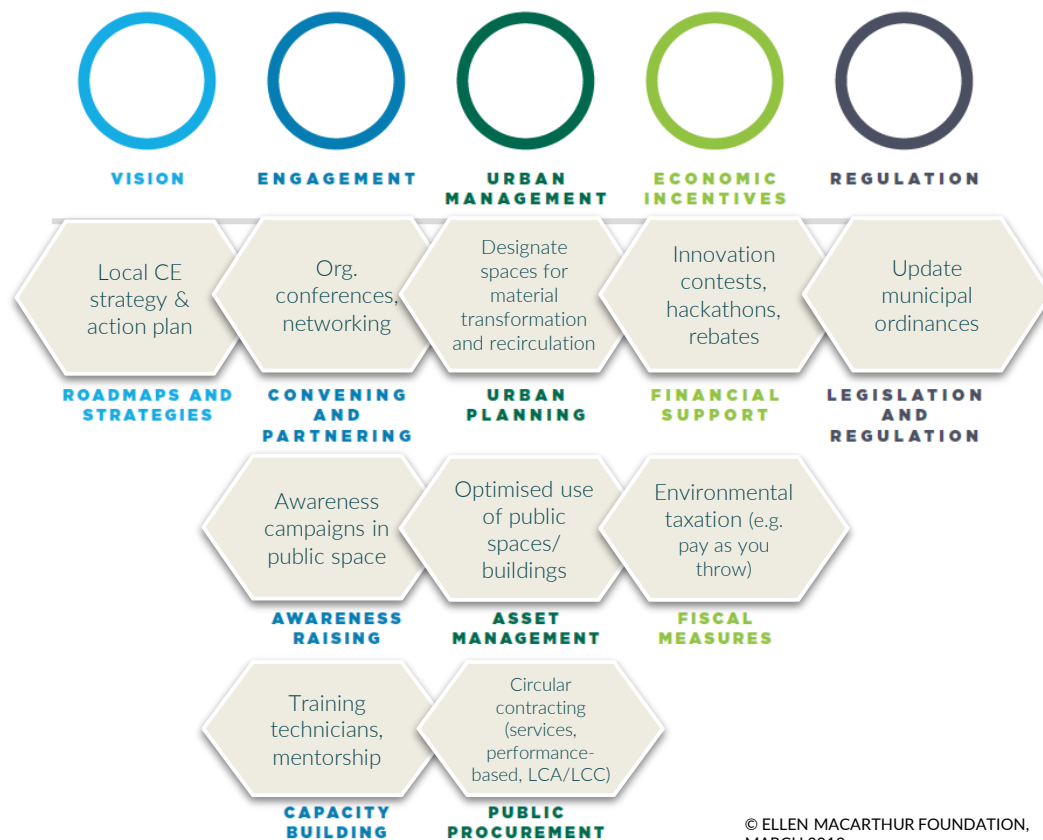 VISION
ENGAGEMENT
URBAN
MANAGEMENT
ECONOMIC
INCENTIVES
REGULATION
Local CE
strategy &
action plan
Org.
conferences,
networking
Designate
spaces for
material
transformation
and recirculation
Innovation
contests,
hackathons,
rebates
Update
municipal
ordinances
ROADMAPS AND
STRATEGIES
CONVENING
AND
PARTNERING
URBAN
PLANNING
FINANCIAL
SUPPORT
LEGISLATION
AND
REGULATION
Awareness
campaigns in
public space
Optimised use
of public
spaces/
buildings
Environmental
taxation (e.g.
pay as you
throw)
AWARENESS
RAISING
ASSET
MANAGEMENT
FISCAL
MEASURES
Training
technicians,
mentorship
Circular
contracting
(services,
performance-
based, LCA/LCC)
CAPACITY
BUILDING
PUBLIC
PROCUREMENT
© ELLEN MACARTHUR FOUNDATION,
MARCH